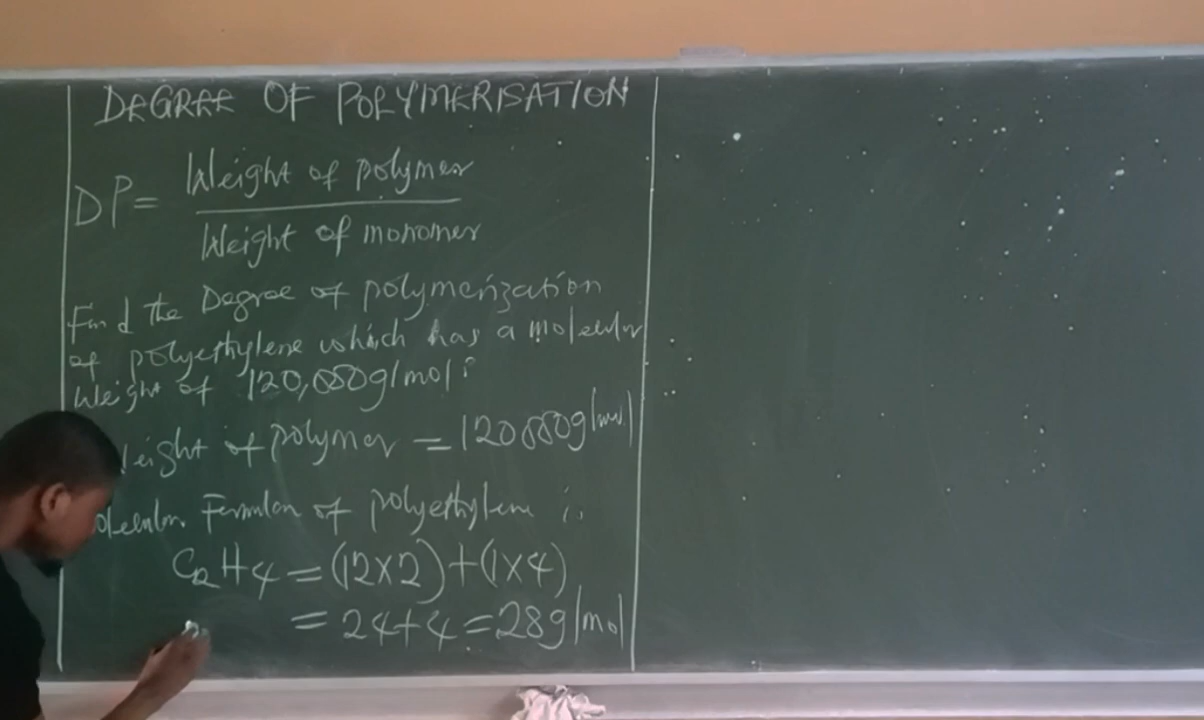 DEGREE OF POLYMERISATION
DP = Weight of polymer
Weight of monomer
Find the Degree of polymerization
of polyethylene which has a molecular
Weight of 120,000g/mol?
eight of polymer = 120000g/mol
olecular Formular of polyethylene is
C2H4 = (12×2)+(1×4)
= 24+4=28g/mol